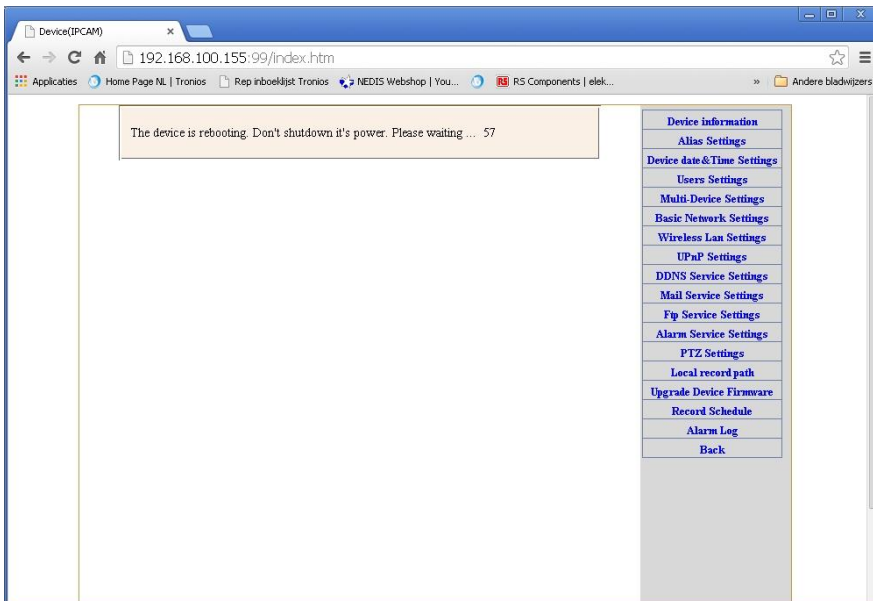 Device(IPCAM)
192.168.100.155:99/index.htm
Applicaties Home Page NL | Tronios Rep inboeklijst Tronios NEDIS Webshop | You... RS RS Components | elek... » Andere bladwijzers
The device is rebooting. Don't shutdown it's power. Please waiting ... 57
Device information
Alias Settings
Device date&Time Settings
Users Settings
Multi-Device Settings
Basic Network Settings
Wireless Lan Settings
UPnP Settings
DDNS Service Settings
Mail Service Settings
Ftp Service Settings
Alarm Service Settings
PTZ Settings
Local record path
Upgrade Device Firmware
Record Schedule
Alarm Log
Back